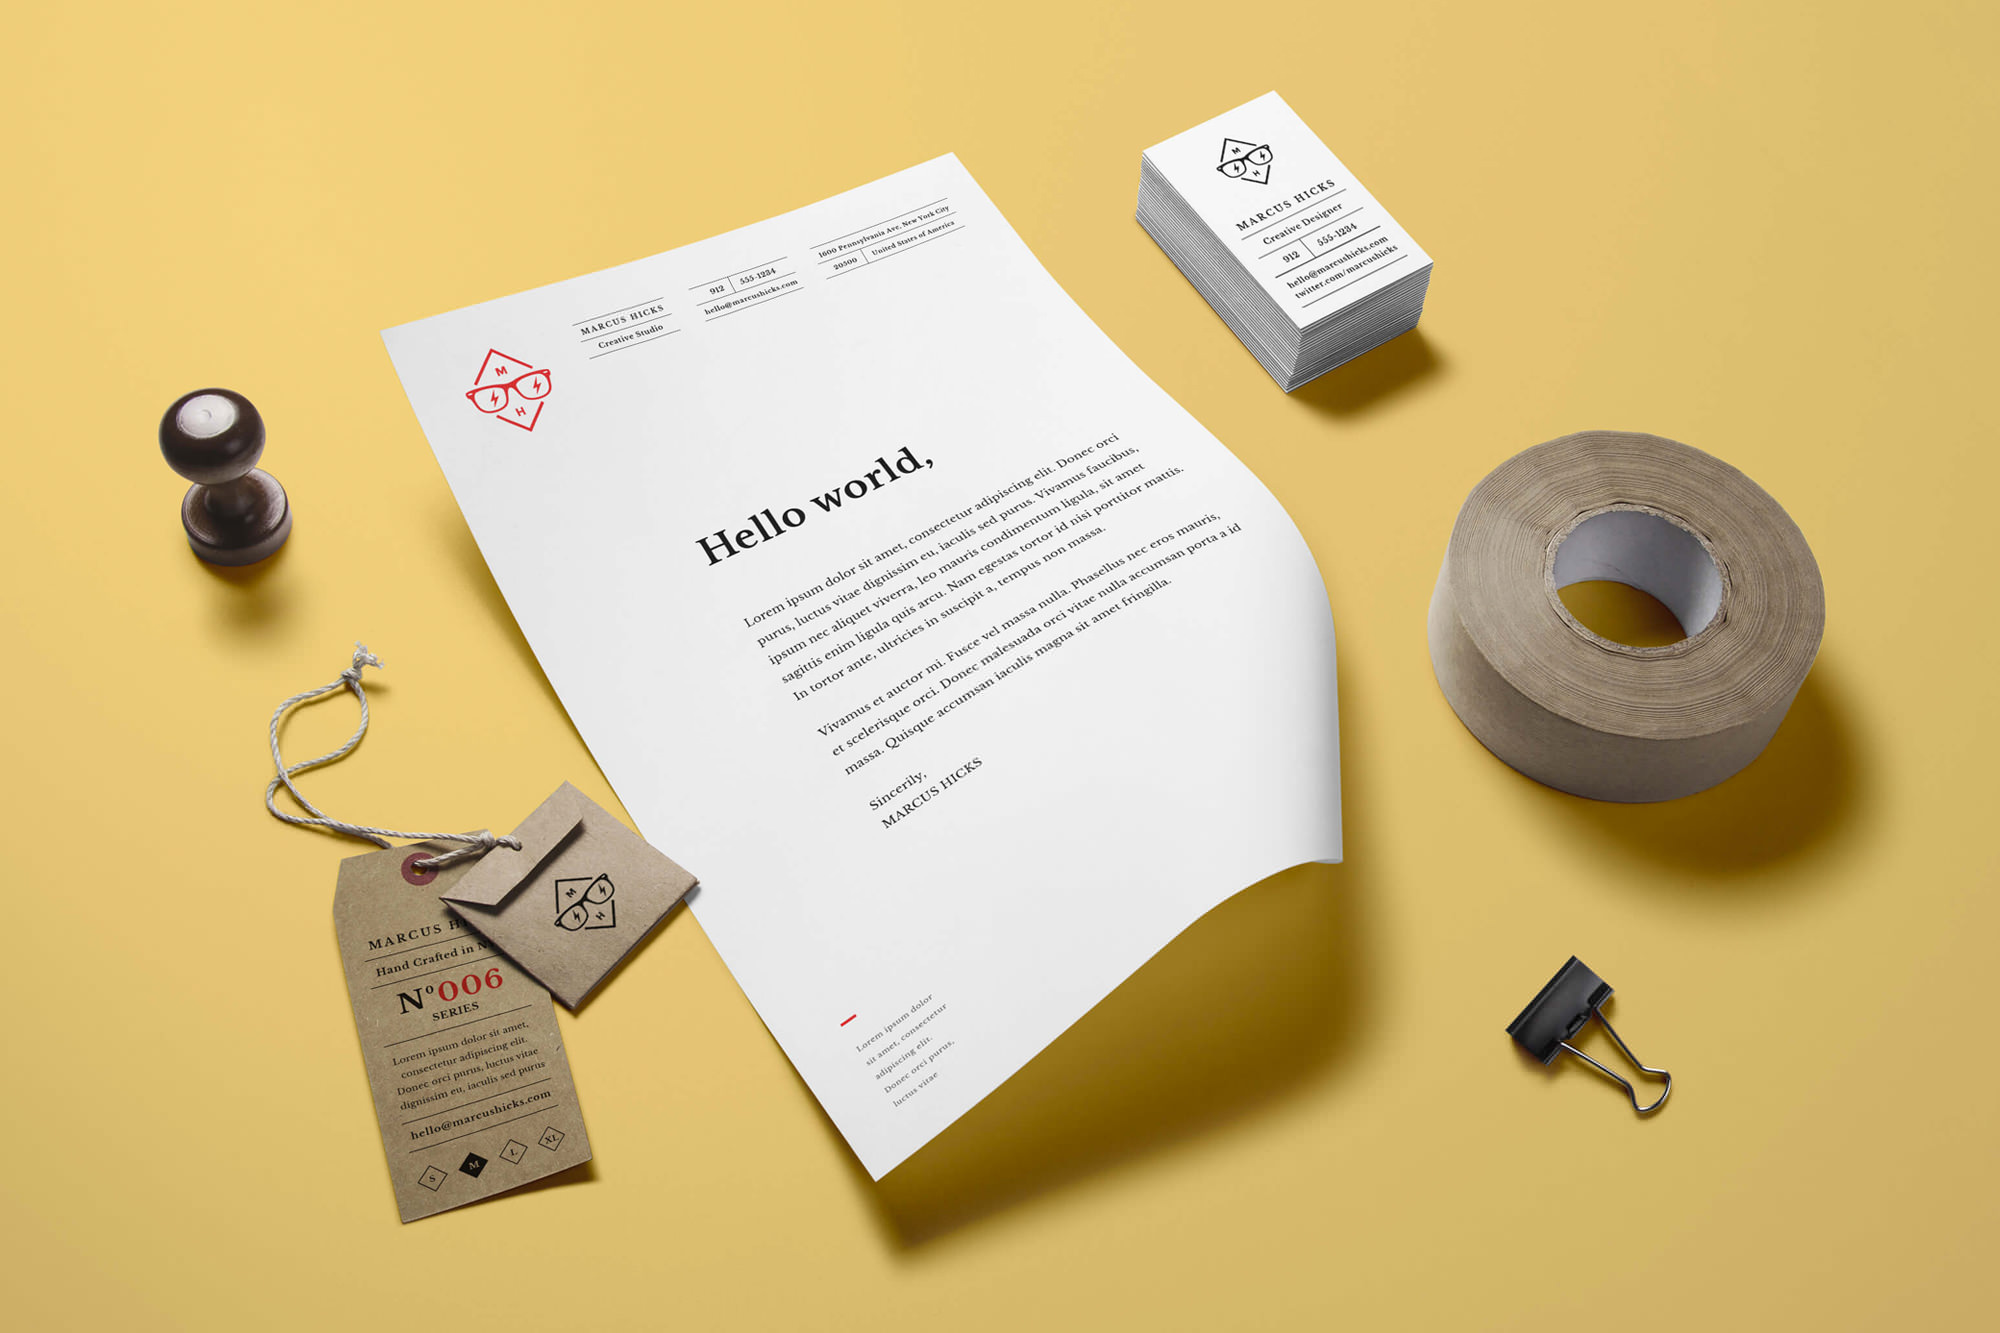 M
H
MARCUS HICKS
Creative Studio
912 555-1234
hello@marcushicks.com
1600 Pennsylvania Ave, New York City
20500 United States of America
Hello world,
Lorem ipsum dolor sit amet, consectetur adipiscing elit. Donec orci
purus, luctus vitae dignissim eu, iaculis sed purus. Vivamus faucibus,
ipsum nec aliquet viverra, leo mauris condimentum ligula, sit amet
sagittis enim ligula quis arcu. Nam egestas tortor id nisi porttitor mattis.
In tortor ante, ultricies in suscipit a, tempus non massa.
Vivamus et auctor mi. Fusce vel massa nulla. Phasellus nec eros mauris,
et scelerisque orci. Donec malesuada orci vitae nulla accumsan porta a id
massa. Quisque accumsan iaculis magna sit amet fringilla.
Sincerily,
MARCUS HICKS
Lorem ipsum dolor
sit amet, consectetur
adipiscing elit.
Donec orci purus,
luctus vitae
M
H
MARCUS HICKS
Creative Designer
912 555-1234
hello@marcushicks.com
twitter.com/marcushicks
M
H
MARCUS H
Hand Crafted in N
Nº006
SERIES
Lorem ipsum dolor sit amet,
consectetur adipiscing elit.
Donec orci purus, luctus vitae
dignissim eu, iaculis sed purus
hello@marcushicks.com
S M L XL